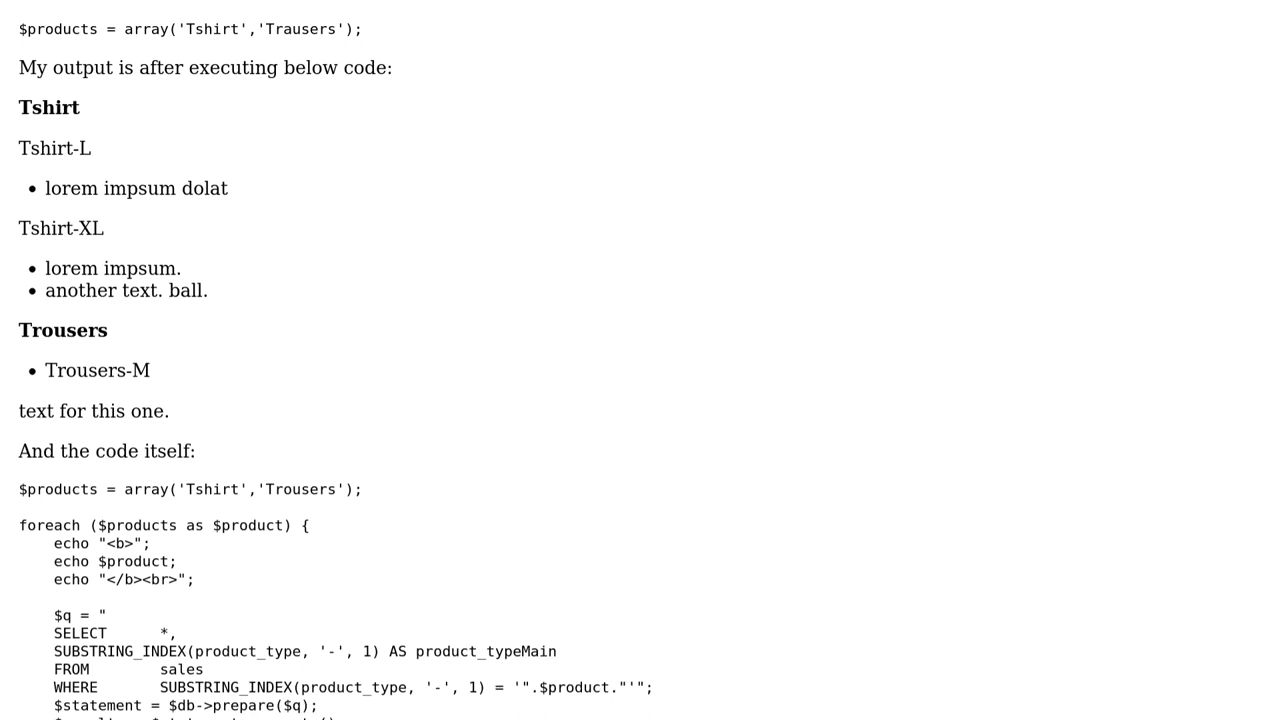 $products = array('Tshirt','Trausers');
My output is after executing below code:
Tshirt
Tshirt-L
• lorem impsum dolat
Tshirt-XL
• lorem impsum.
• another text. ball.
Trousers
• Trousers-M
text for this one.
And the code itself:
$products = array('Tshirt','Trousers');
foreach ($products as $product) {
    echo "<b>";
    echo $product;
    echo "</b><br>";
    $q = "
    SELECT      *,
    SUBSTRING_INDEX(product_type, '-', 1) AS product_typeMain
    FROM        sales
    WHERE       SUBSTRING_INDEX(product_type, '-', 1) = '".$product."'";
    $statement = $db->prepare($q);